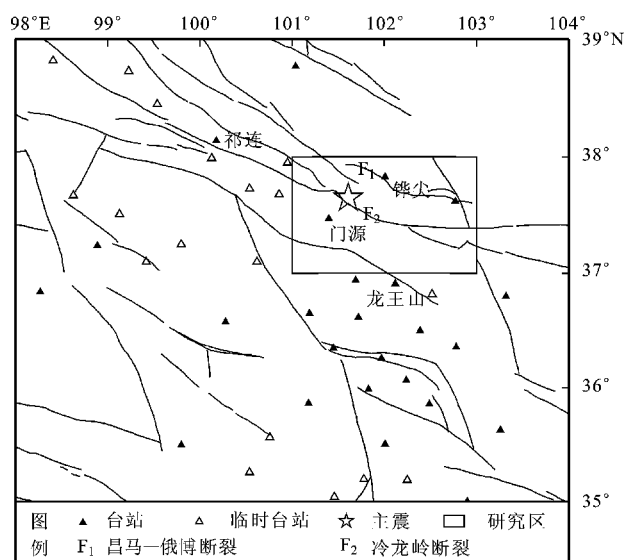 98°E 99° 100° 101° 102° 103° 104°
39°N
祁连
38°
F₁
铧尖
F₂
门源
37°
龙王山
36°
35°
图 台站 临时台站 主震 研究区
例 F₁ 昌马—俄博断裂 F₂ 冷龙岭断裂